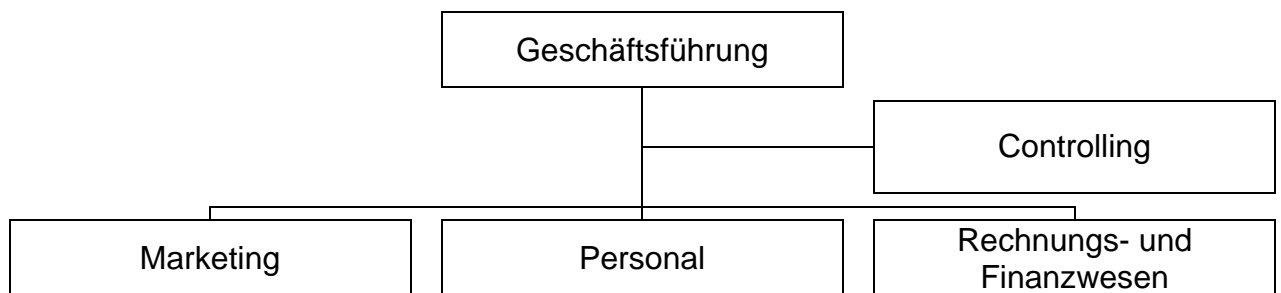 Geschäftsführung
Controlling
Marketing
Personal
Rechnungs- und
Finanzwesen